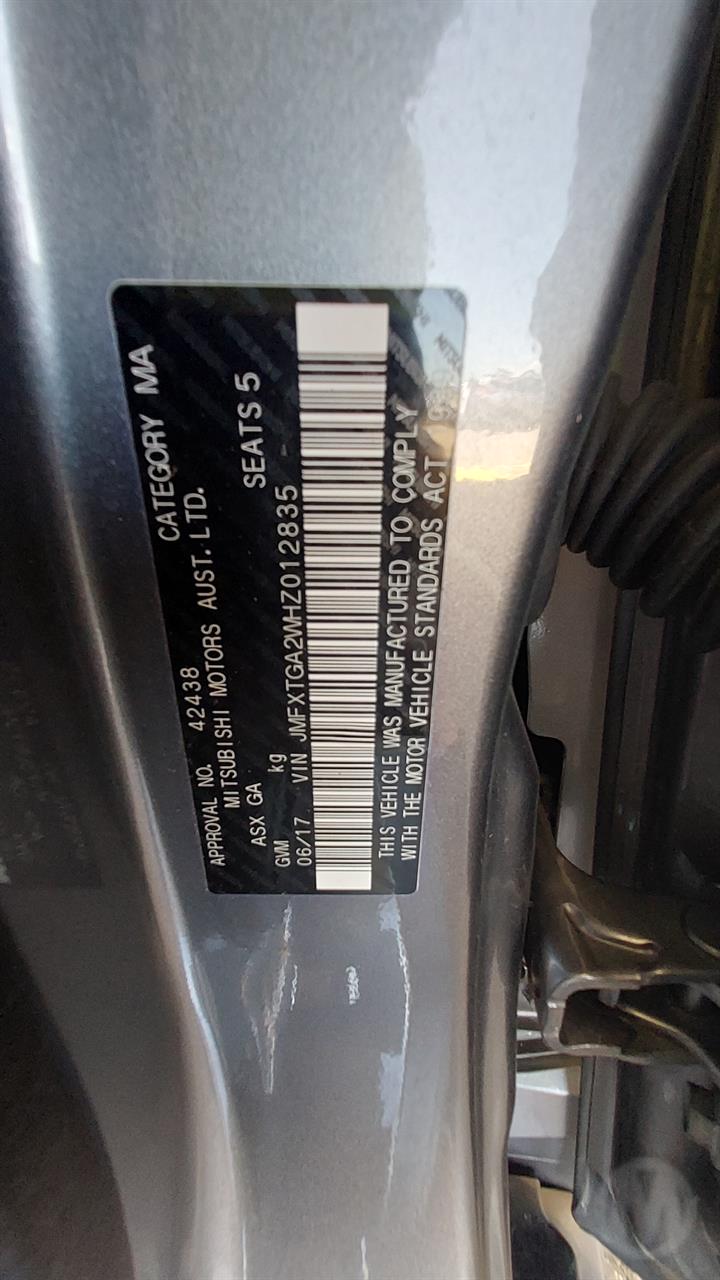 APPROVAL NO. 42438 CATEGORY MA
MITSUBISHI MOTORS AUST. LTD.
ASX GA SEATS 5
GVM kg
06/17 VIN JMFXTGA2WHZ012835
THIS VEHICLE WAS MANUFACTURED TO COMPLY
WITH THE MOTOR VEHICLE STANDARDS ACT